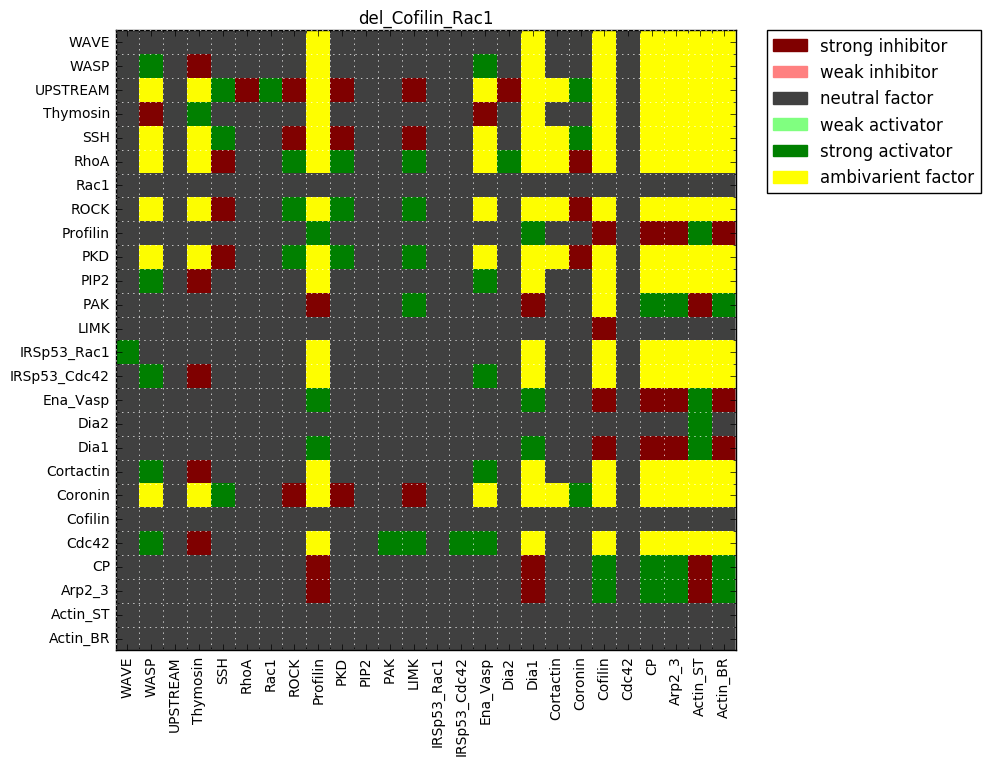 del_Cofilin_Rac1
WAVE
WASP
UPSTREAM
Thymosin
SSH
RhoA
Rac1
ROCK
Profilin
PKD
PIP2
PAK
LIMK
IRSp53_Rac1
IRSp53_Cdc42
Ena_Vasp
Dia2
Dia1
Cortactin
Coronin
Cofilin
Cdc42
CP
Arp2_3
Actin_ST
Actin_BR
WAVE
WASP
UPSTREAM
Thymosin
SSH
RhoA
Rac1
ROCK
Profilin
PKD
PIP2
PAK
LIMK
IRSp53_Rac1
IRSp53_Cdc42
Ena_Vasp
Dia2
Dia1
Cortactin
Coronin
Cofilin
Cdc42
CP
Arp2_3
Actin_ST
Actin_BR
strong inhibitor
weak inhibitor
neutral factor
weak activator
strong activator
ambivarient factor